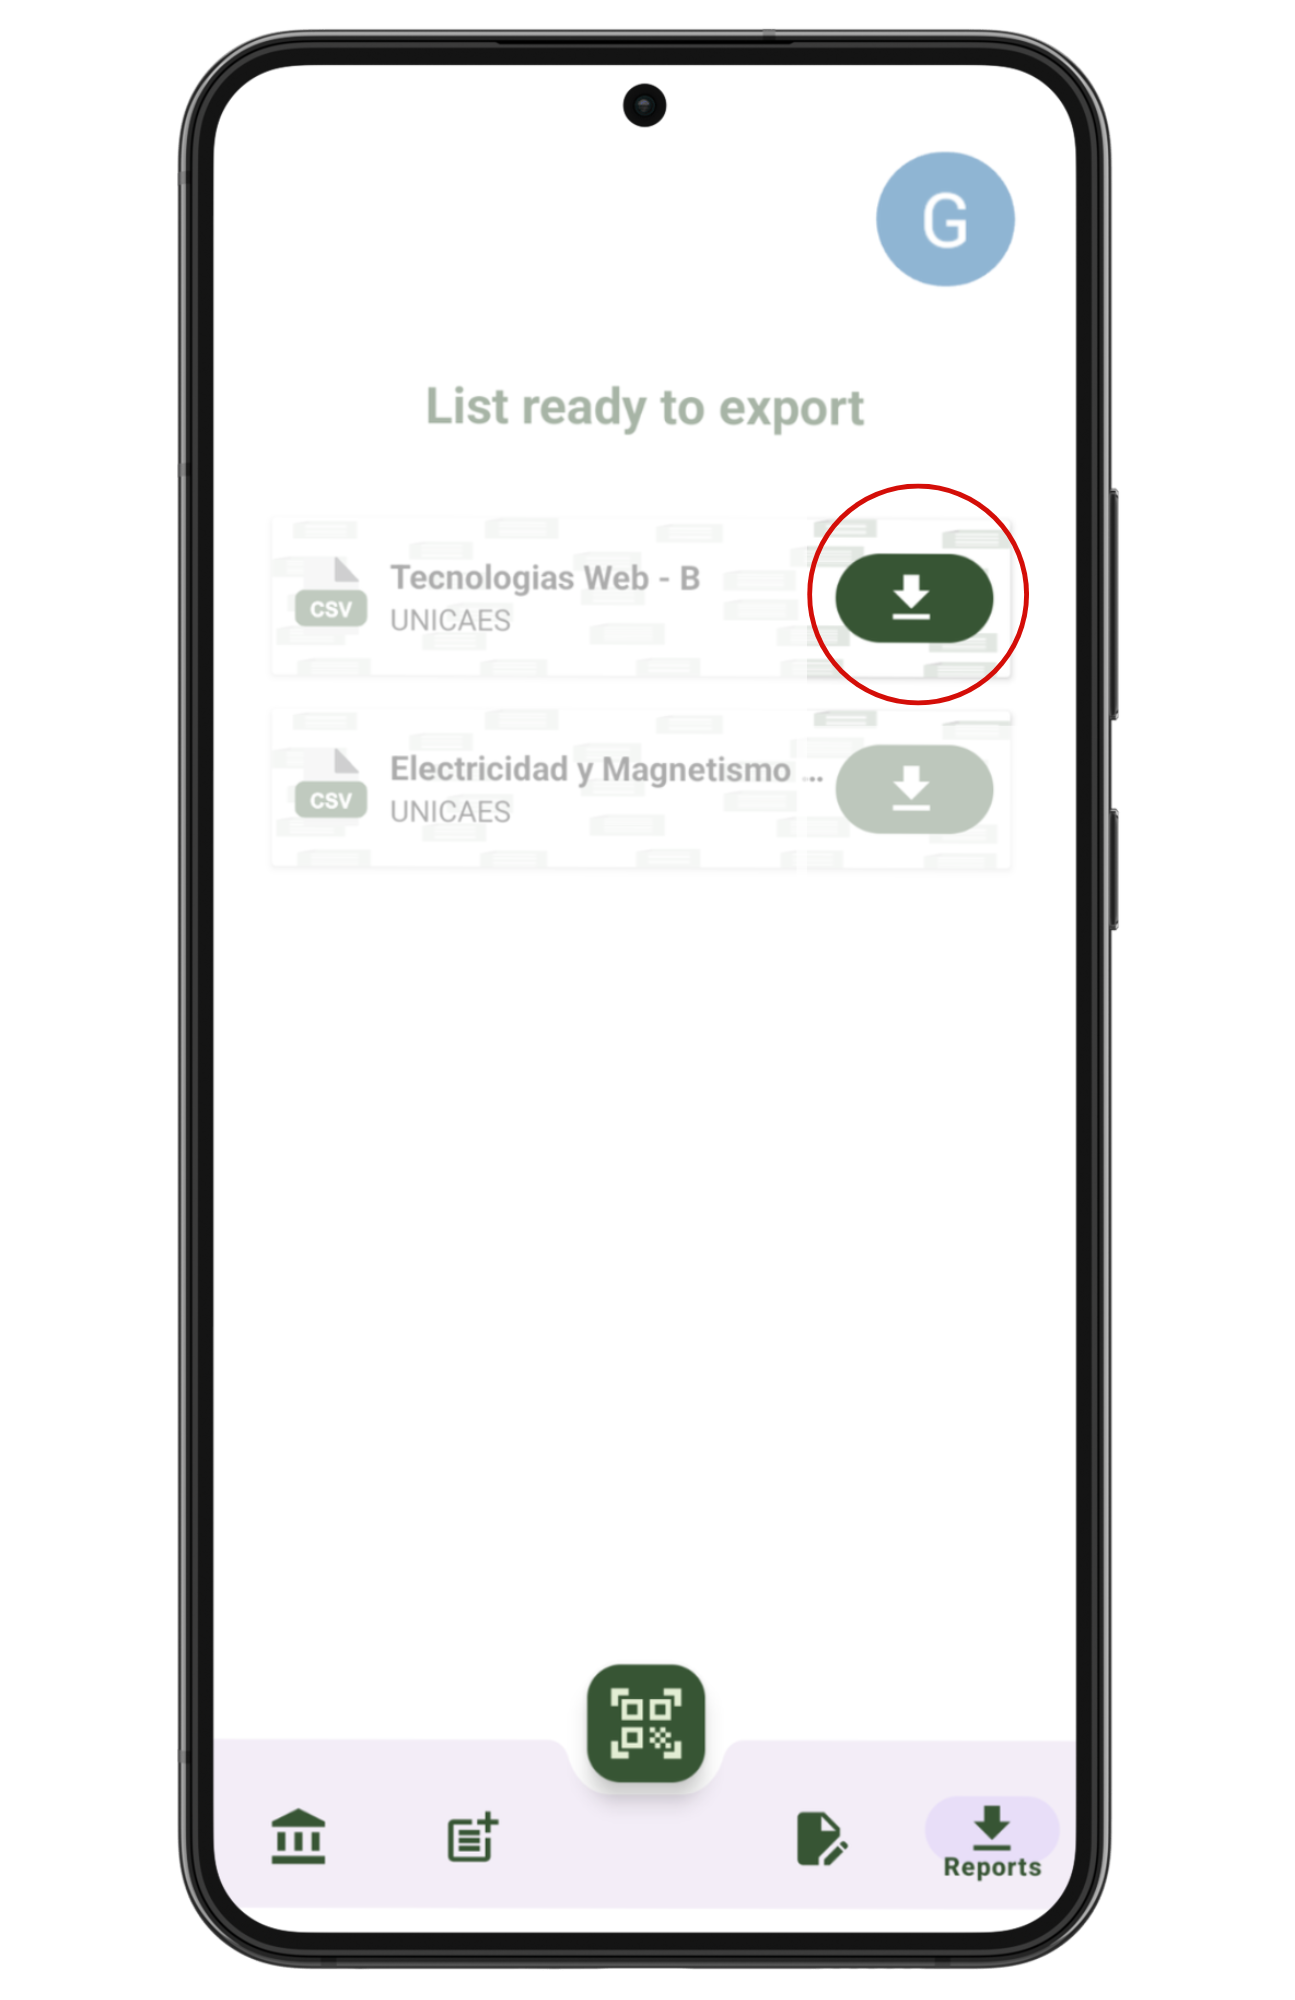 G
List ready to export
Tecnologias Web - B
CSV
UNICAES
Electricidad y Magnetismo ...
CSV
UNICAES
Reports